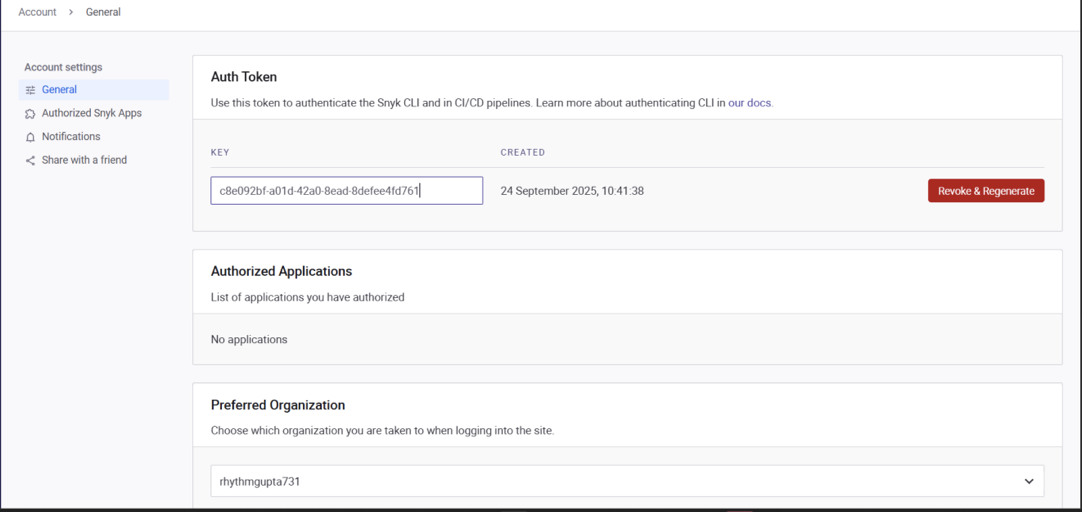 Account > General
Account settings
General
Authorized Snyk Apps
Notifications
Share with a friend
Auth Token
Use this token to authenticate the Snyk CLI and in CI/CD pipelines. Learn more about authenticating CLI in our docs.
KEY CREATED
c8e092bf-a01d-42a0-8ead-8defee4fd761 24 September 2025, 10:41:38 Revoke & Regenerate
Authorized Applications
List of applications you have authorized
No applications
Preferred Organization
Choose which organization you are taken to when logging into the site.
rhythmgupta731